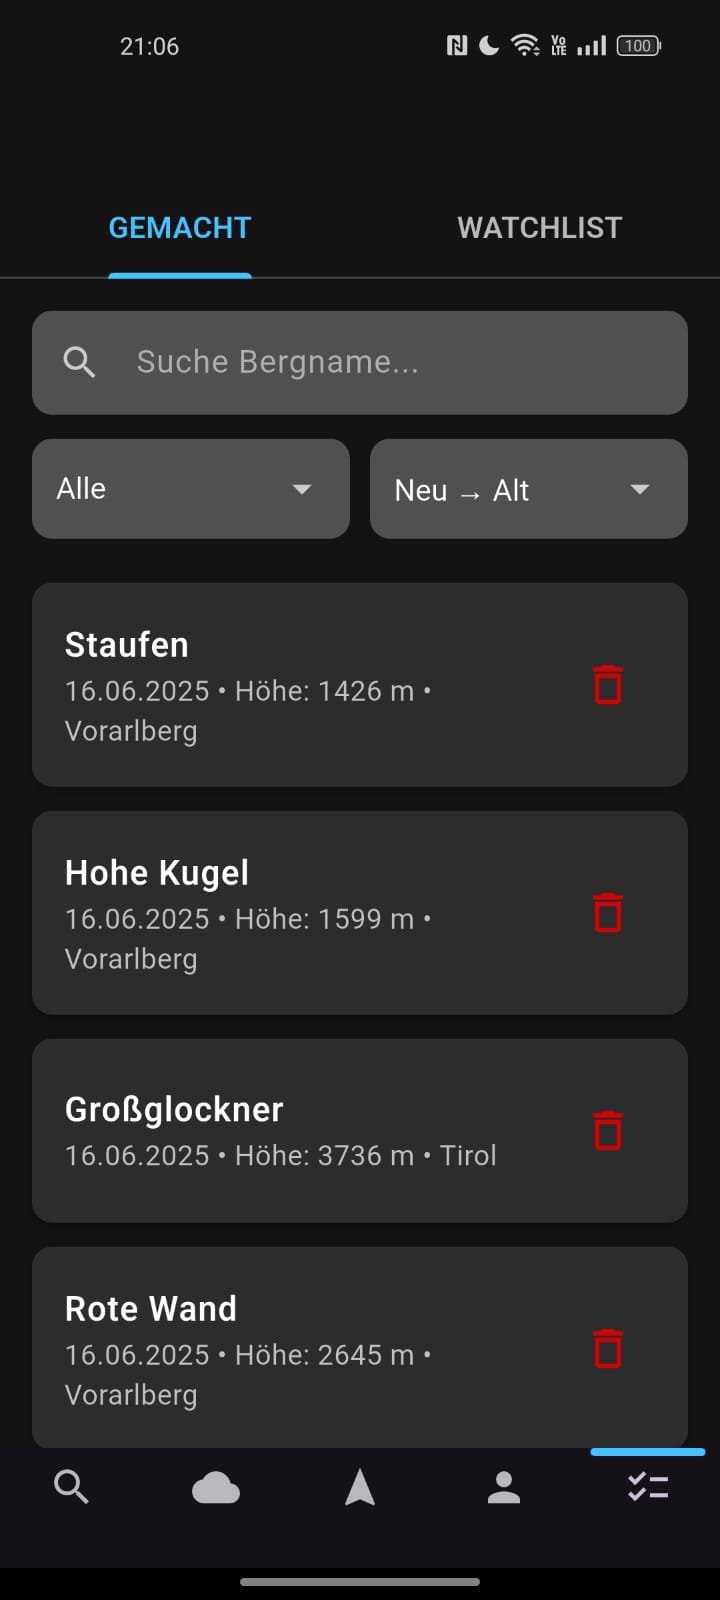 21:06
Vo
LTE
100
GEMACHT
WATCHLIST
Suche Bergname...
Alle
Neu → Alt
Staufen
16.06.2025 • Höhe: 1426 m •
Vorarlberg
Hohe Kugel
16.06.2025 • Höhe: 1599 m •
Vorarlberg
Großglockner
16.06.2025 • Höhe: 3736 m • Tirol
Rote Wand
16.06.2025 • Höhe: 2645 m •
Vorarlberg